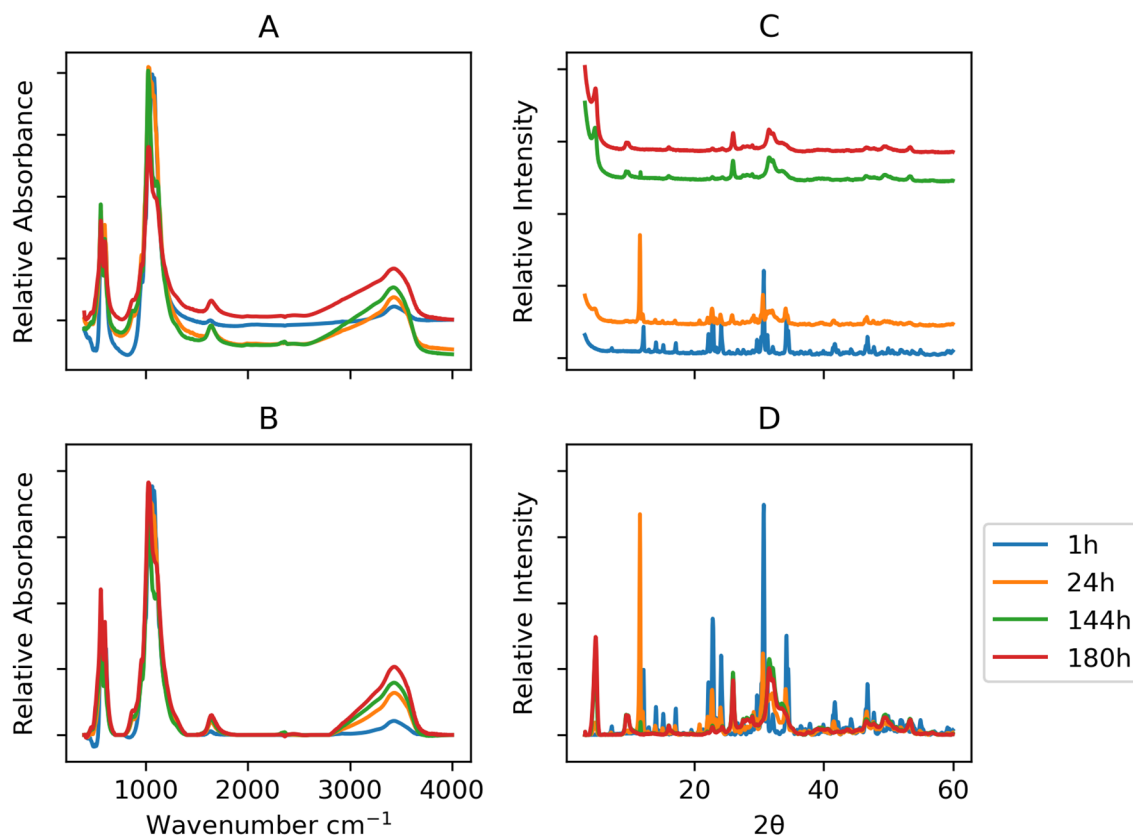 A
C
Relative Absorbance
Relative Intensity
B
D
Relative Absorbance
Relative Intensity
1h
24h
144h
180h
1000 2000 3000 4000
20 40 60
Wavenumber cm⁻¹
2θ